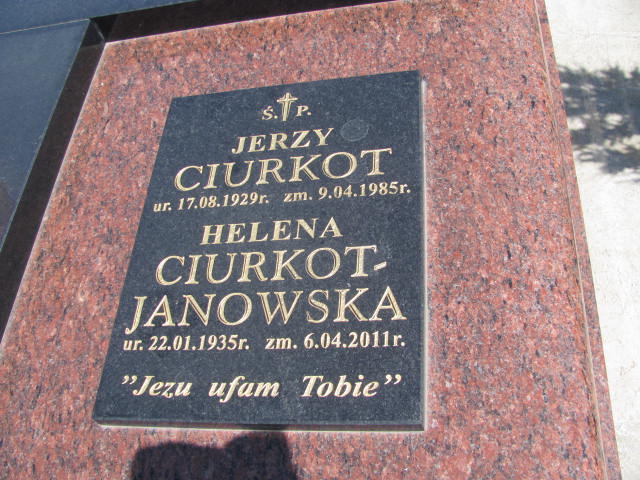 Ś. P.
JERZY
CIURKOT
ur. 17.08.1929r. zm. 9.04.1985r.
HELENA
CIURKOT-
JANOWSKA
ur. 22.01.1935r. zm. 6.04.2011r.
"Jezu ufam Tobie"